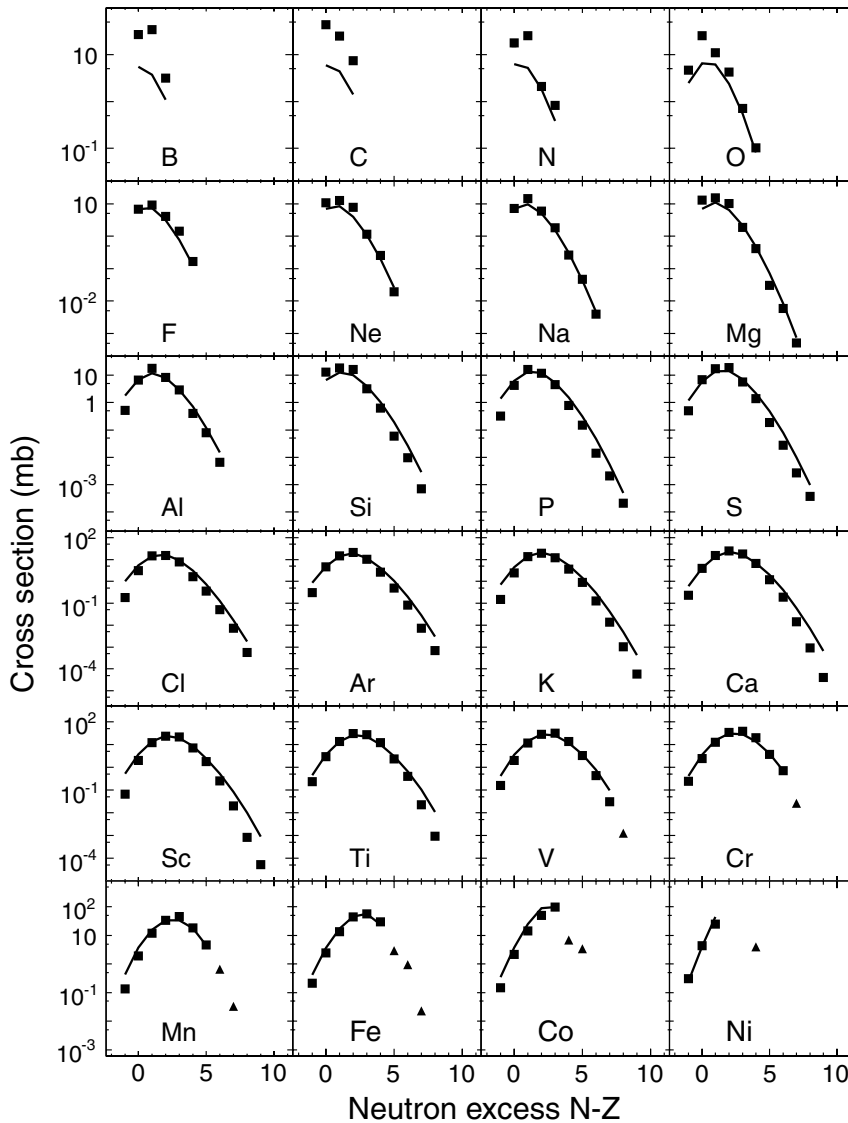 10
10^-1
B
C
N
O
10
10^-2
F
Ne
Na
Mg
10
1
10^-3
Al
Si
P
S
Cross section (mb)
10^2
10^-1
10^-4
Cl
Ar
K
Ca
10^2
10^-1
10^-4
Sc
Ti
V
Cr
10^2
10
10^-1
10^-3
Mn
Fe
Co
Ni
0 5 10 0 5 10 0 5 10 0 5 10
Neutron excess N-Z